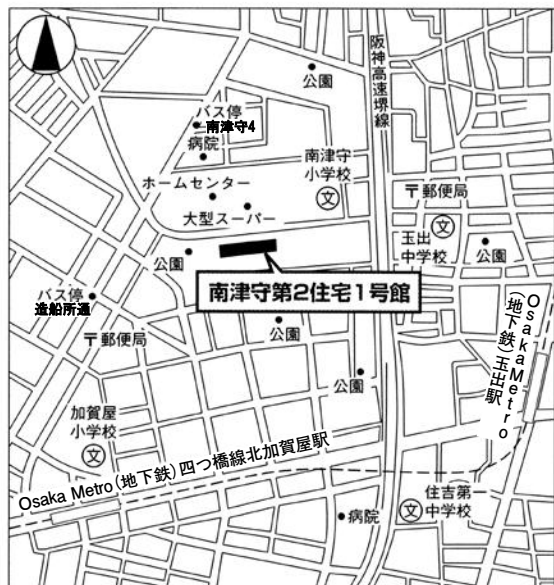 公園
阪神高速堺線
バス停
南津守4
病院
南津守
小学校
文
ホームセンター
大型スーパー
〒郵便局
文
玉出
中学校
公園
公園
南津守第2住宅1号館
バス停
造船所通
公園
〒郵便局
Osaka Metro
(地下鉄)玉出駅
公園
加賀屋
小学校
文
Osaka Metro(地下鉄)四つ橋線北加賀屋駅
病院
文
住吉第一
中学校